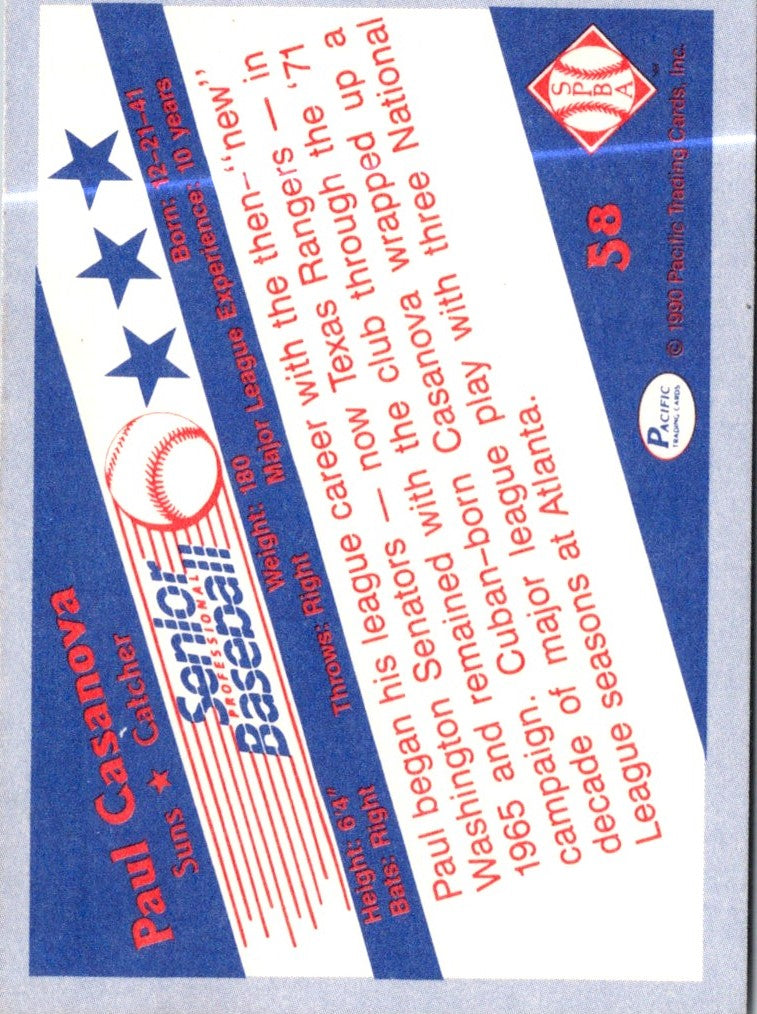 Paul Casanova
Suns ★ Catcher
Senior
PROFESSIONAL
Baseball
Height: 6'4" Weight: 180 Born: 12-21-41
Bats: Right Throws: Right Major League Experience: 10 years
Paul began his league career with the then-"new"
Washington Senators — now Texas Rangers — in
1965 and remained with the club through the '71
campaign. Cuban-born Casanova wrapped up a
decade of major league play with three National
League seasons at Atlanta.
PACIFIC
TRADING CARDS
© 1990 Pacific Trading Cards, Inc.
58
S
P
B
A